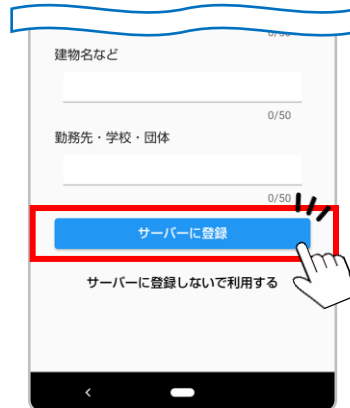 建物名など
0/50
勤務先・学校・団体
0/50
サーバーに登録
サーバーに登録しないで利用する